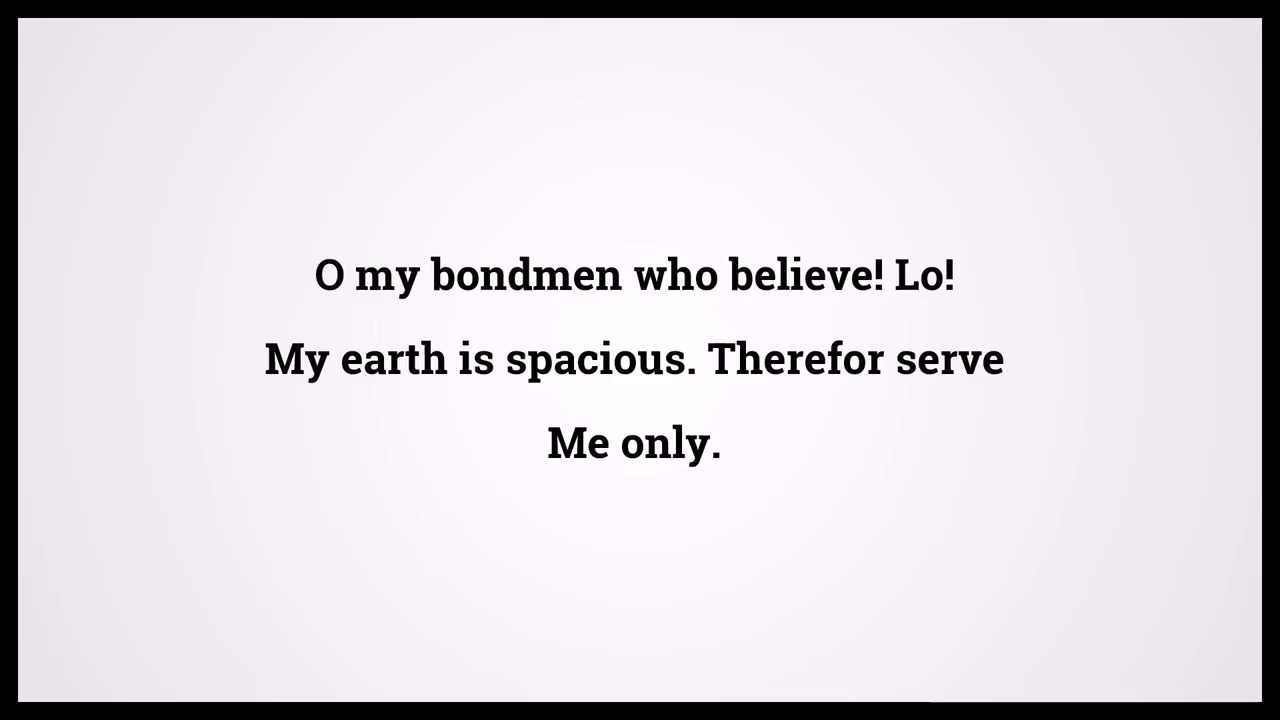 O my bondmen who believe! Lo!
My earth is spacious. Therefor serve
Me only.